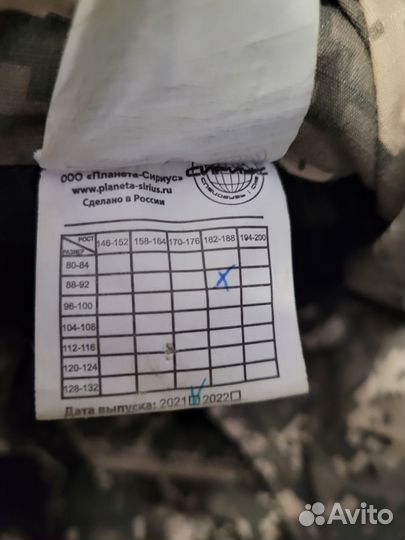 СИРИУС
ООО «Планета-Сириус»
www.planeta-sirius.ru
Сделано в России
РОСТ 146-152 158-164 170-176 182-188 194-200
РАЗМЕР
80-84
88-92 X
96-100
104-108
112-116
120-124
128-132
Дата выпуска: 2021 2022
Avito